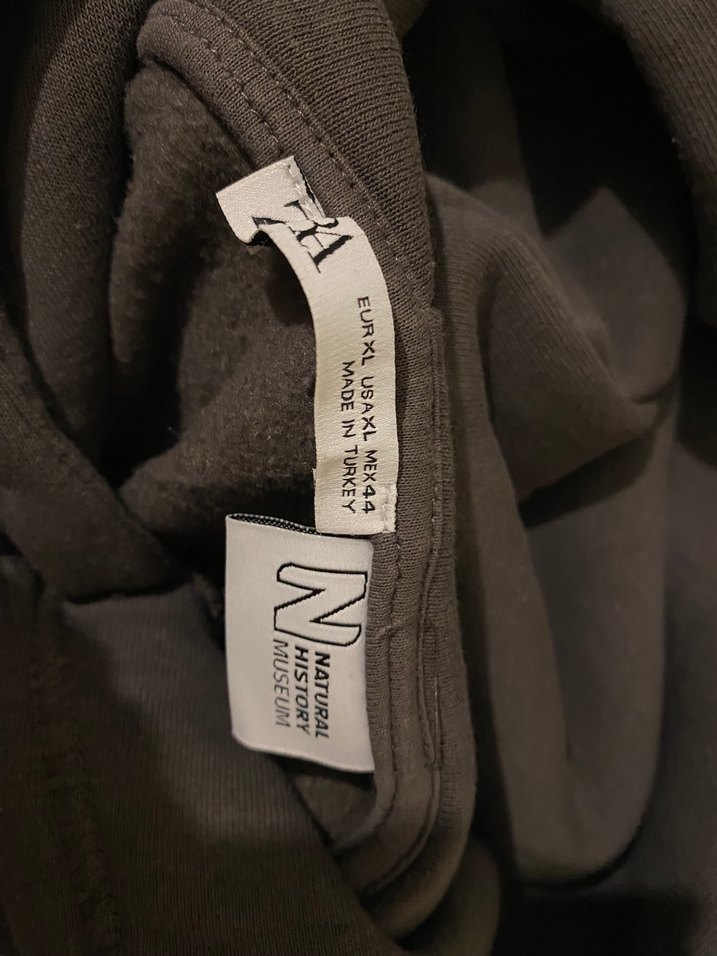 EUR XL USA XL MEX 44
MADE IN TURKEY
N
NATURAL
HISTORY
MUSEUM